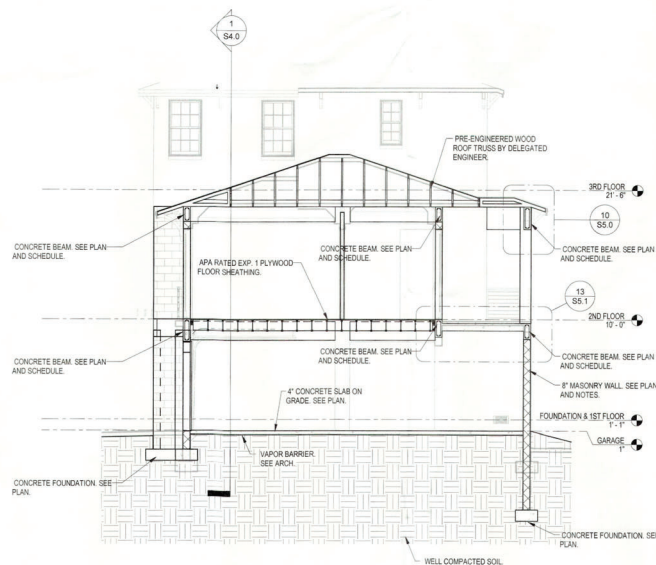 1
S4.0
PRE-ENGINEERED WOOD
ROOF TRUSS BY DELEGATED
ENGINEER.
3RD FLOOR
21' - 6"
10
S5.0
CONCRETE BEAM. SEE PLAN
AND SCHEDULE.
CONCRETE BEAM. SEE PLAN
AND SCHEDULE.
CONCRETE BEAM. SEE PLAN
AND SCHEDULE.
APA RATED EXP. 1 PLYWOOD
FLOOR SHEATHING.
13
S5.1
2ND FLOOR
10' - 0"
CONCRETE BEAM. SEE PLAN
AND SCHEDULE.
CONCRETE BEAM. SEE PLAN
AND SCHEDULE.
CONCRETE BEAM. SEE PLAN
AND SCHEDULE.
8" MASONRY WALL. SEE PLAN
AND NOTES.
4" CONCRETE SLAB ON
GRADE. SEE PLAN.
FOUNDATION & 1ST FLOOR
1' - 1"
GARAGE
1"
VAPOR BARRIER.
SEE ARCH.
CONCRETE FOUNDATION. SEE
PLAN.
CONCRETE FOUNDATION. SEE
PLAN.
WELL COMPACTED SOIL.